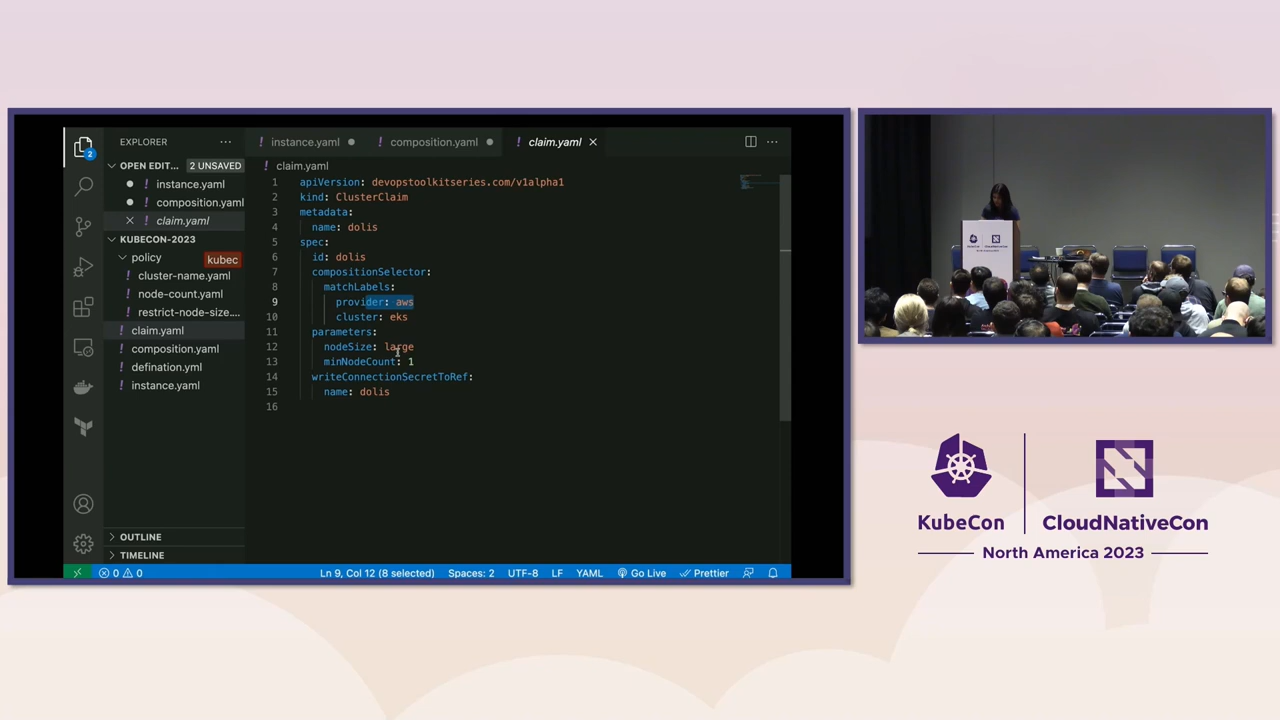 EXPLORER
OPEN EDIT... 2 UNSAVED
! instance.yaml
! composition.yaml
! claim.yaml
KUBECON-2023
policy kubec
! cluster-name.yml
! node-count.yaml
! restrict-node-size....
! claim.yaml
! composition.yaml
! defination.yml
! instance.yaml
OUTLINE
TIMELINE
2
! instance.yaml
! composition.yaml
! claim.yaml
! claim.yaml
1 apiVersion: devopstoolkitseries.com/v1alpha1
2 kind: ClusterClaim
3 metadata:
4 name: dolis
5 spec:
6 id: dolis
7 compositionSelector:
8 matchLabels:
9 provider: aws
10 cluster: eks
11 parameters:
12 nodeSize: large
13 minNodeCount: 1
14 writeConnectionSecretToRef:
15 name: dolis
16
0 0 Ln 9, Col 12 (8 selected) Spaces: 2 UTF-8 LF YAML Go Live Prettier
KubeCon CloudNativeCon
North America 2023